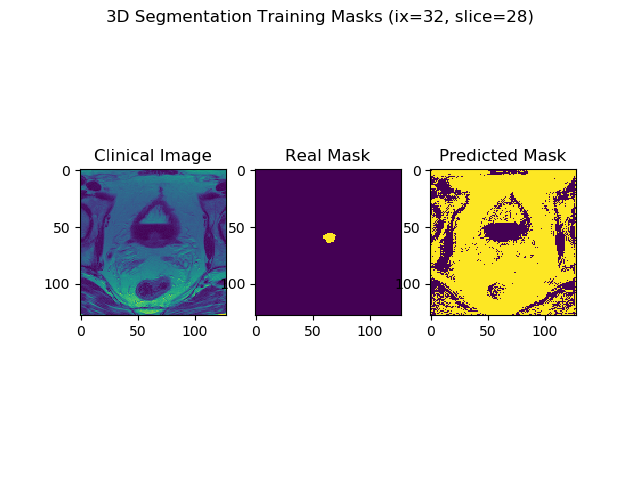 3D Segmentation Training Masks (ix=32, slice=28)
Clinical Image Real Mask Predicted Mask
0 0 0
50 50 50
100 100 100
0 50 100 0 50 100 0 50 100